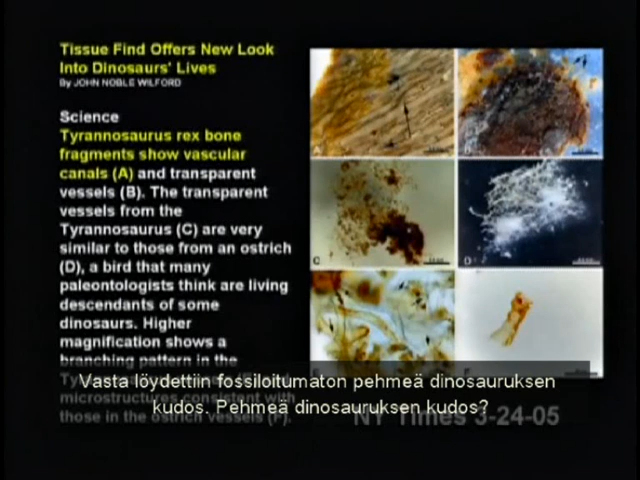 Tissue Find Offers New Look
Into Dinosaurs' Lives
By JOHN NOBLE WILFORD
Science
Tyrannosaurus rex bone
fragments show vascular
canals (A) and transparent
vessels (B). The transparent
vessels from the
Tyrannosaurus (C) are very
similar to those from an ostrich
(D), a bird that many
paleontologists think are living
descendants of some
dinosaurs. Higher
magnification shows a
branching pattern in the
microstructures consistent with
those in the ostrich vessels (F).
A
C
D
E
F
NY Times 3-24-05
Vasta löydettiin fossiloitumaton pehmeä dinosauruksen
kudos. Pehmeä dinosauruksen kudos?